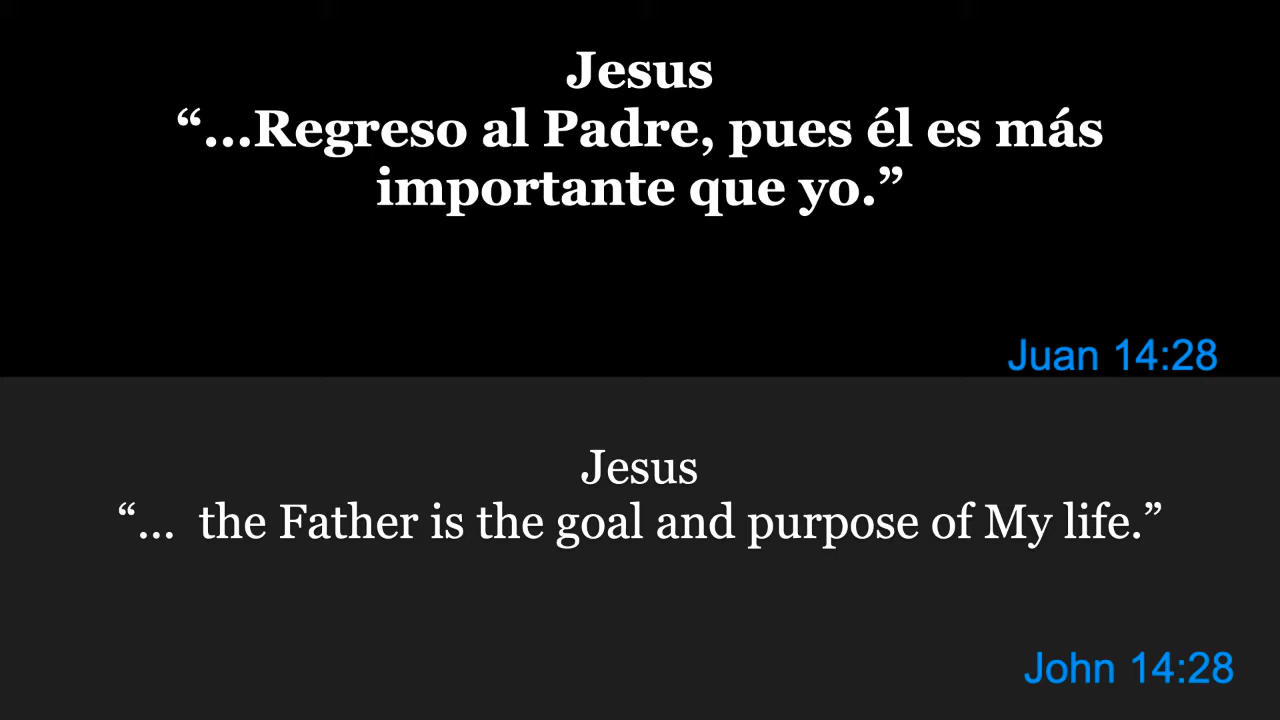 Jesus
“...Regreso al Padre, pues él es más
importante que yo.”
Juan 14:28
Jesus
“... the Father is the goal and purpose of My life.”
John 14:28